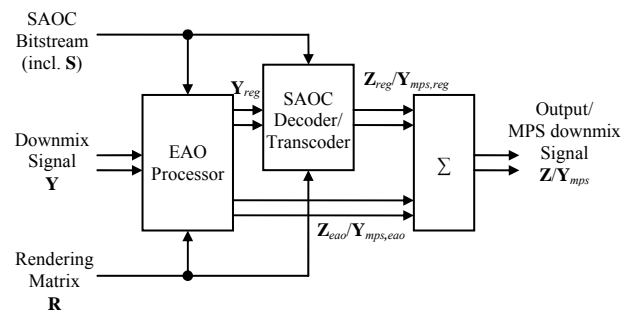 SAOC
Bitstream
(incl. S)
Y_reg
Z_reg/Y_mps,reg
SAOC
Decoder/
Transcoder
Downmix
Signal
Y
EAO
Processor
Σ
Output/
MPS downmix
Signal
Z/Y_mps
Z_eao/Y_mps,eao
Rendering
Matrix
R